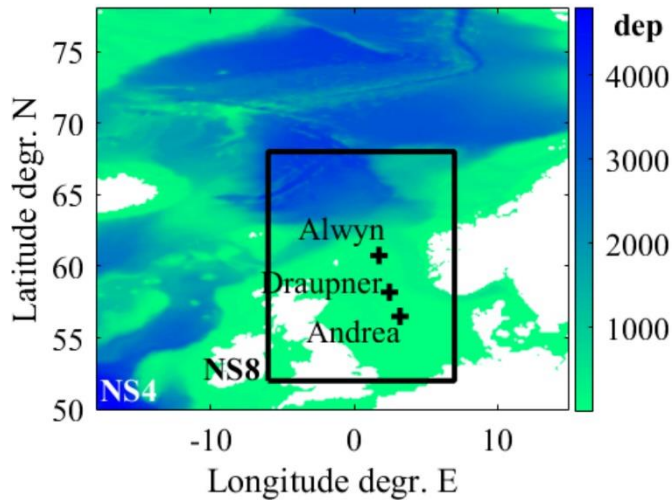 dep
75
70
65
60
55
50
Latitude degr. N
4000
3000
2000
1000
Alwyn
Draupner
Andrea
NS8
NS4
-10
0
10
Longitude degr. E